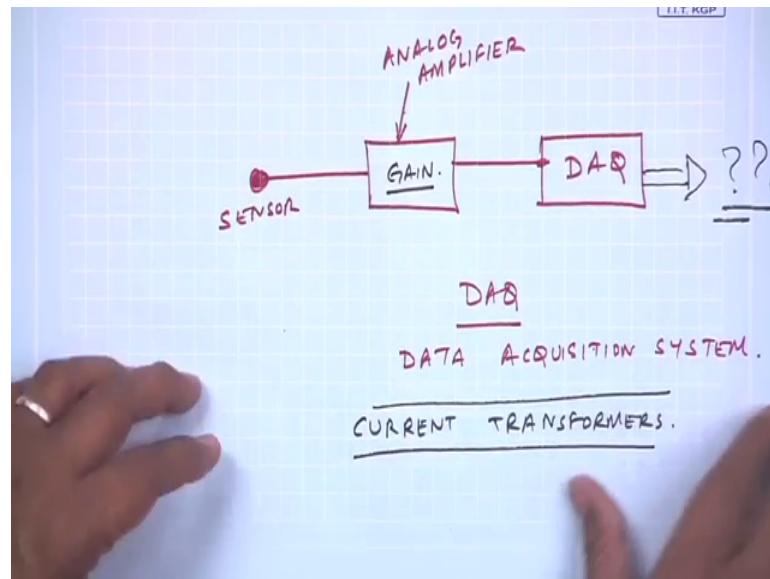 I.I.T. KGP
ANALOG
AMPLIFIER
GAIN.
DAQ
???
SENSOR
DAQ
DATA ACQUISITION SYSTEM.
CURRENT TRANSFORMERS.